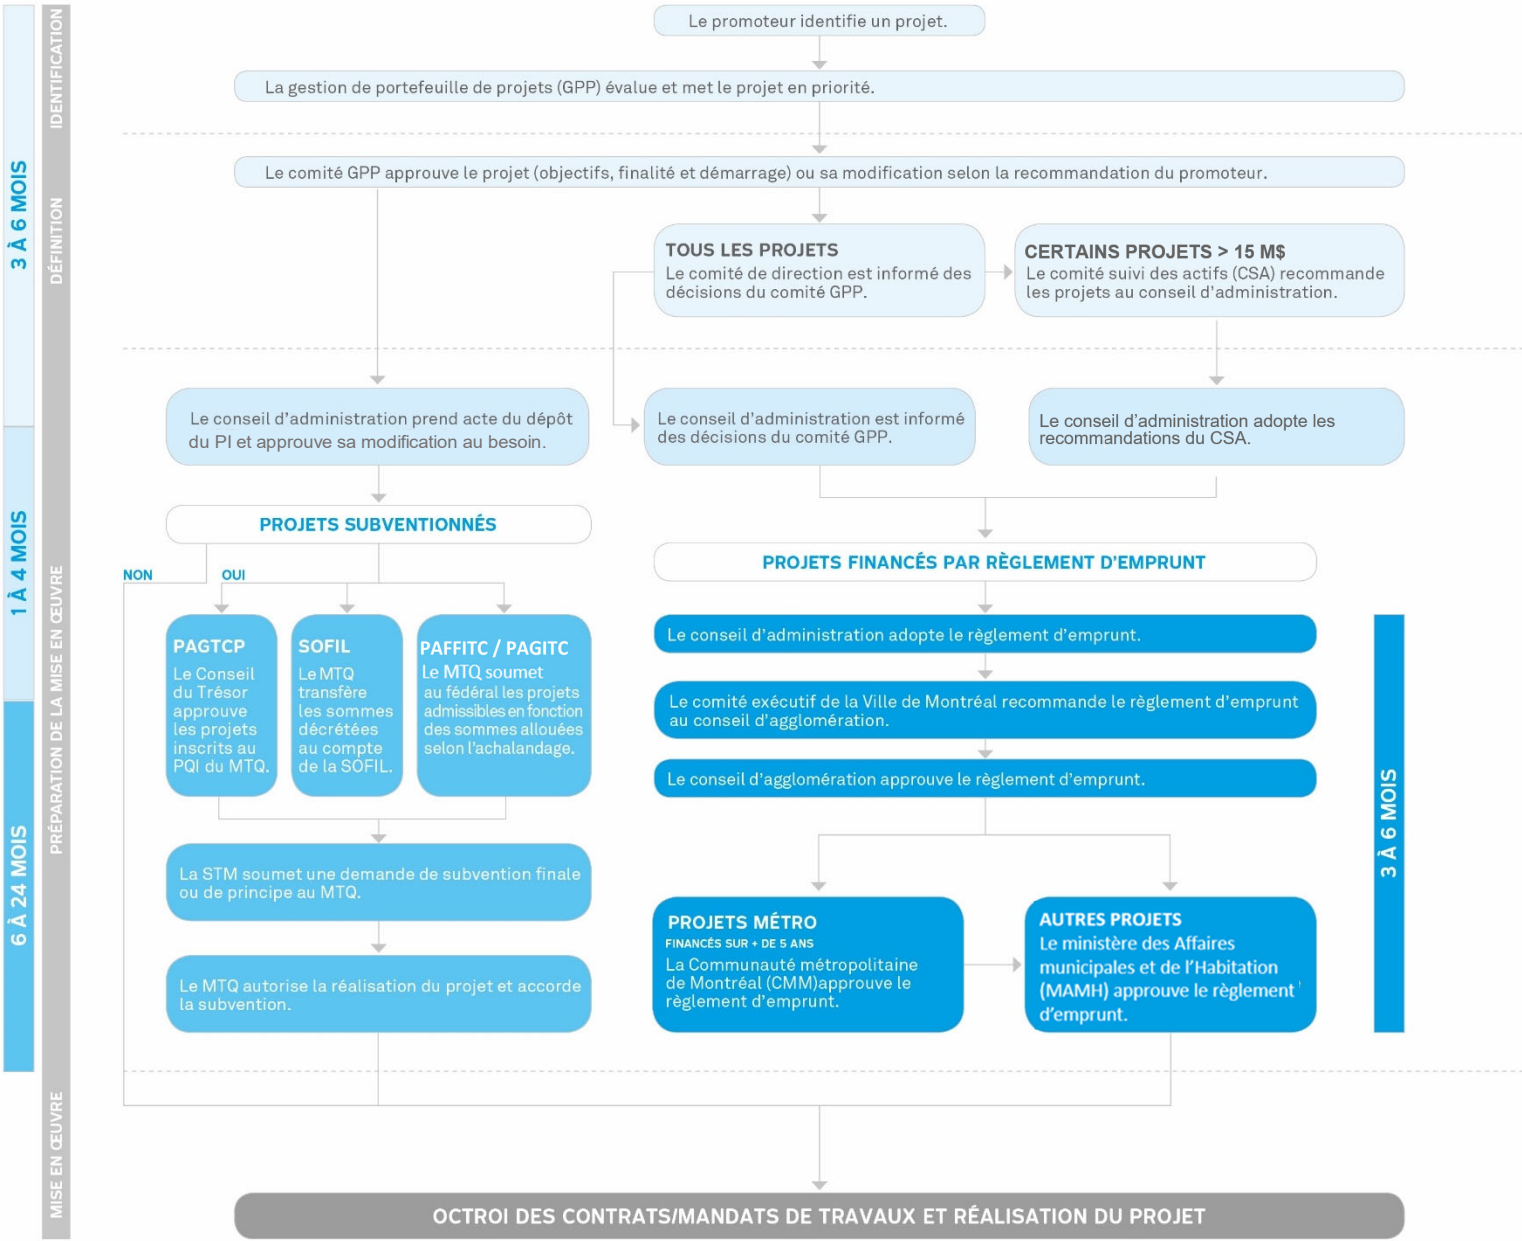 Le promoteur identifie un projet.
La gestion de portefeuille de projets (GPP) évalue et met le projet en priorité.
Le comité GPP approuve le projet (objectifs, finalité et démarrage) ou sa modification selon la recommandation du promoteur.
TOUS LES PROJETS
Le comité de direction est informé des
décisions du comité GPP.
CERTAINS PROJETS > 15 M$
Le comité suivi des actifs (CSA) recommande
les projets au conseil d'administration.
Le conseil d'administration prend acte du dépôt
du PI et approuve sa modification au besoin.
Le conseil d'administration est informé
des décisions du comité GPP.
Le conseil d'administration adopte les
recommandations du CSA.
PROJETS SUBVENTIONNÉS
NON
OUI
PAGTCP
Le Conseil
du Trésor
approuve
les projets
inscrits au
PQI du MTQ.
SOFIL
Le MTQ
transfère
les sommes
décrétées
au compte
de la SOFIL.
PAFFITC / PAGITC
Le MTQ soumet
au fédéral les projets
admissibles en fonction
des sommes allouées
selon l'achalandage.
La STM soumet une demande de subvention finale
ou de principe au MTQ.
Le MTQ autorise la réalisation du projet et accorde
la subvention.
PROJETS FINANCÉS PAR RÈGLEMENT D'EMPRUNT
Le conseil d'administration adopte le règlement d'emprunt.
Le comité exécutif de la Ville de Montréal recommande le règlement d'emprunt
au conseil d'agglomération.
Le conseil d'agglomération approuve le règlement d'emprunt.
PROJETS MÉTRO
FINANCÉS SUR + DE 5 ANS
La Communauté métropolitaine
de Montréal (CMM)approuve le
règlement d'emprunt.
AUTRES PROJETS
Le ministère des Affaires
municipales et de l'Habitation
(MAMH) approuve le règlement
d'emprunt.
OCTROI DES CONTRATS/MANDATS DE TRAVAUX ET RÉALISATION DU PROJET
3 À 6 MOIS
1 À 4 MOIS
6 À 24 MOIS
IDENTIFICATION
DÉFINITION
PRÉPARATION DE LA MISE EN ŒUVRE
MISE EN ŒUVRE
3 À 6 MOIS